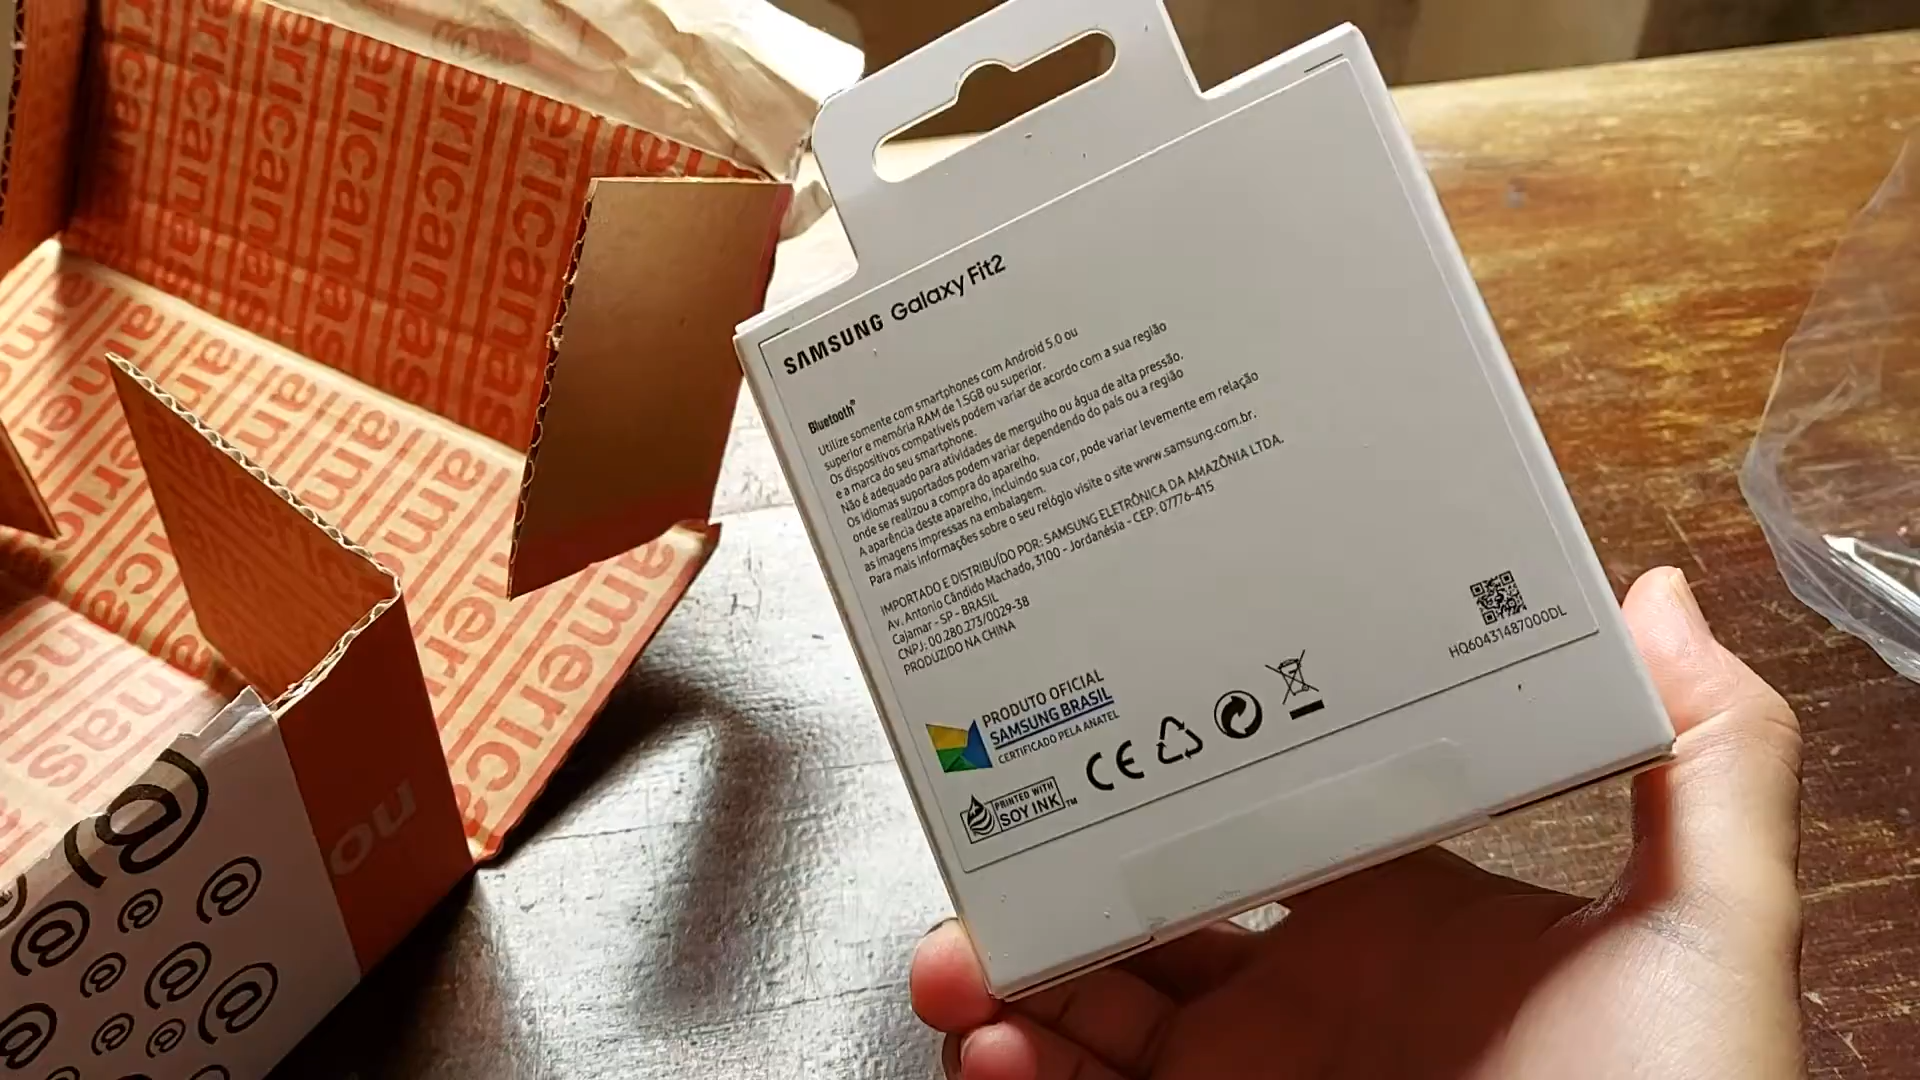 SAMSUNG Galaxy Fit2
Bluetooth®
Utilize somente com smartphones com Android 5.0 ou
superior e memória RAM de 1.5GB ou superior.
Os dispositivos compatíveis podem variar de acordo com a sua região
e a marca do seu smartphone.
Não é adequado para atividades de mergulho ou água de alta pressão.
Os idiomas suportados podem variar dependendo do país ou a região
onde se realizou a compra do aparelho.
A aparência deste aparelho, incluindo sua cor, pode variar levemente em relação
as imagens impressas na embalagem.
Para mais informações sobre o seu relógio visite o site www.samsung.com.br.
IMPORTADO E DISTRIBUÍDO POR: SAMSUNG ELETRÔNICA DA AMAZÔNIA LTDA.
Av. Antonio Cândido Machado, 3100 - Jordanésia - CEP: 07776-415
Cajamar - SP - BRASIL
CNPJ: 00.280.273/0029-38
PRODUZIDO NA CHINA
HQ60431487000DL
PRODUTO OFICIAL
SAMSUNG BRASIL
CERTIFICADO PELA ANATEL
PRINTED WITH
SOY INK™
CE
americanas
americanas
americanas
americanas